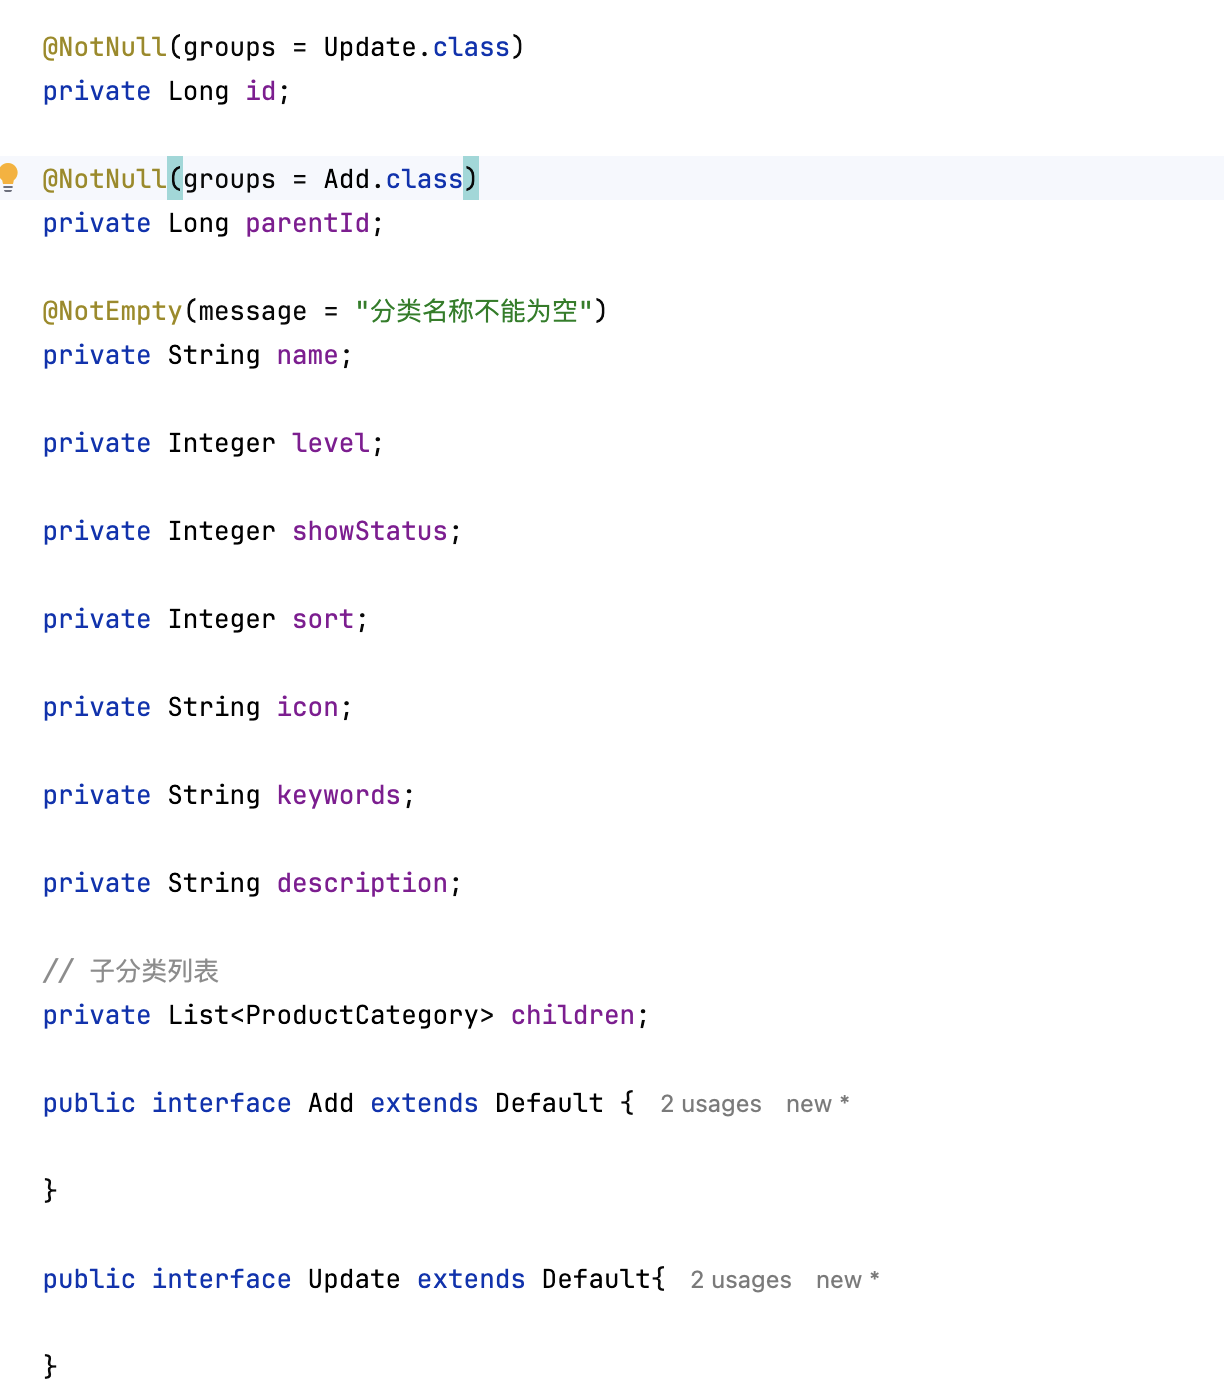 @NotNull(groups = Update.class)
private Long id;
@NotNull(groups = Add.class)
private Long parentId;
@NotEmpty(message = "分类名称不能为空")
private String name;
private Integer level;
private Integer showStatus;
private Integer sort;
private String icon;
private String keywords;
private String description;
// 子分类列表
private List<ProductCategory> children;
public interface Add extends Default { 2 usages new *
}
public interface Update extends Default{ 2 usages new *
}